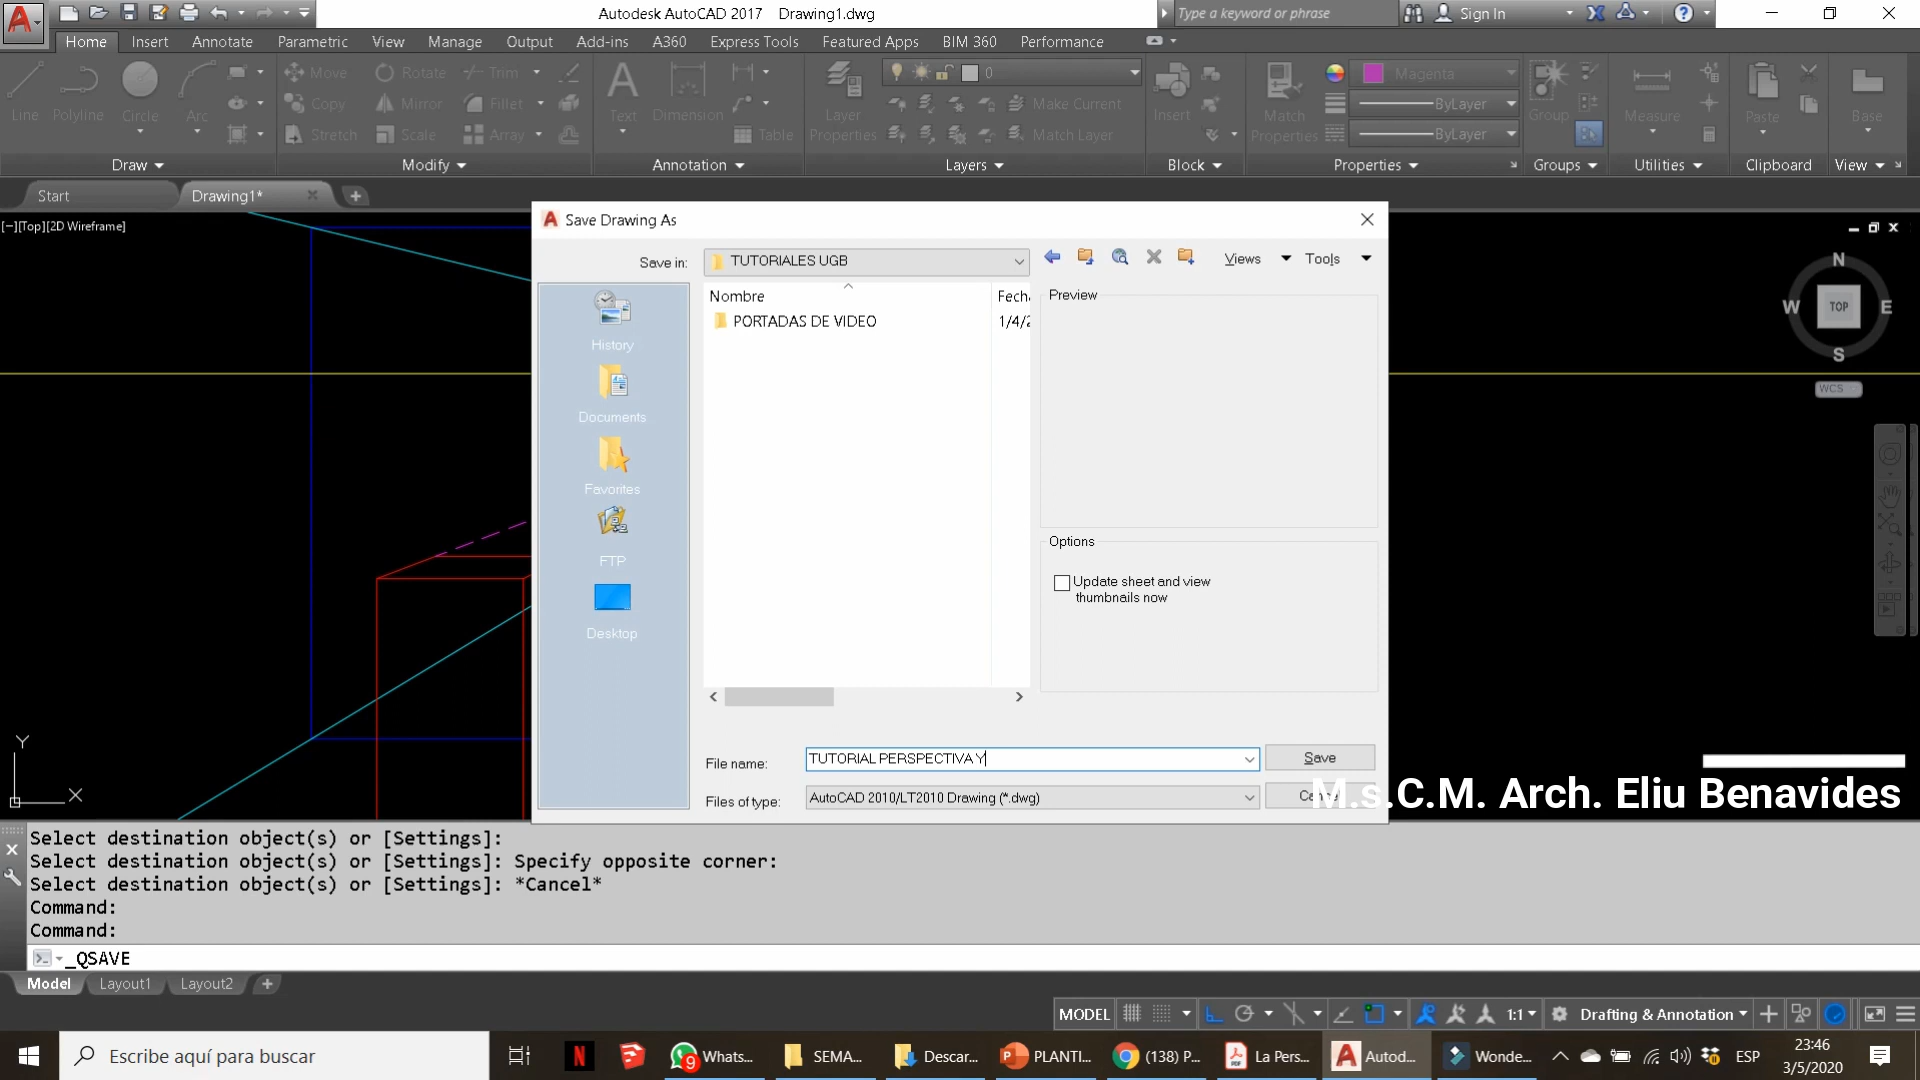 Autodesk AutoCAD 2017 Drawing1.dwg
Type a keyword or phrase
Sign In
Home Insert Annotate Parametric View Manage Output Add-ins A360 Express Tools Featured Apps BIM 360 Performance
Line Polyline Circle Arc
Move Rotate Trim
Copy Mirror Fillet
Stretch Scale Array
Text Dimension Table
Layer Properties
0
Make Current
Match Layer
Insert
Match Properties
Magenta
ByLayer
ByLayer
Group
Measure
Paste
Base
Draw Modify Annotation Layers Block Properties Groups Utilities Clipboard View
Start Drawing1*
[−][Top][2D Wireframe]
Save Drawing As
Save in: TUTORIALES UGB
Views Tools
Nombre Fech
PORTADAS DE VIDEO 1/4/2
Preview
History
Documents
Favorites
FTP
Desktop
Options
Update sheet and view
thumbnails now
File name: TUTORIAL PERSPECTIVA Y
Save
Files of type: AutoCAD 2010/LT2010 Drawing (*.dwg)
N
W TOP E
S
WCS
Y
X
M.s.C.M. Arch. Eliu Benavides
Select destination object(s) or [Settings]:
Select destination object(s) or [Settings]: Specify opposite corner:
Select destination object(s) or [Settings]: *Cancel*
Command:
Command:
_QSAVE
Model Layout1 Layout2
MODEL 1:1 Drafting & Annotation
Escribe aquí para buscar
9
Whats... SEMA... Descar... PLANTI... (138) P... La Pers... Autod... Wonde...
ESP
23:46
3/5/2020